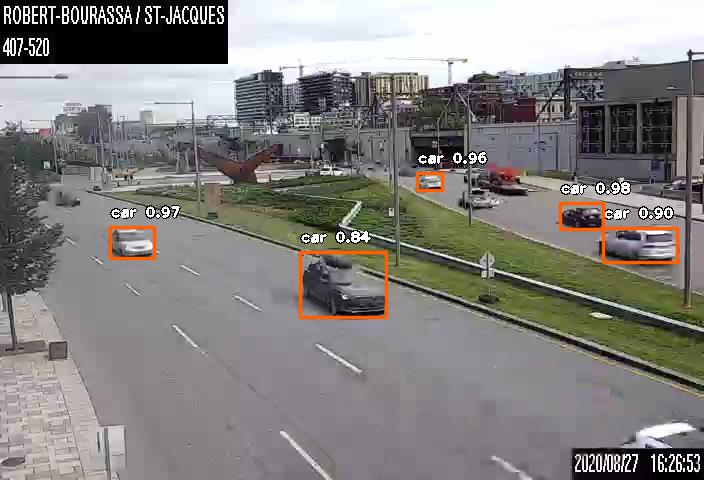 ROBERT-BOURASSA / ST-JACQUES
407-520
car 0.96
car 0.98
car 0.97
car 0.90
car 0.84
2020/08/27 16:26:53